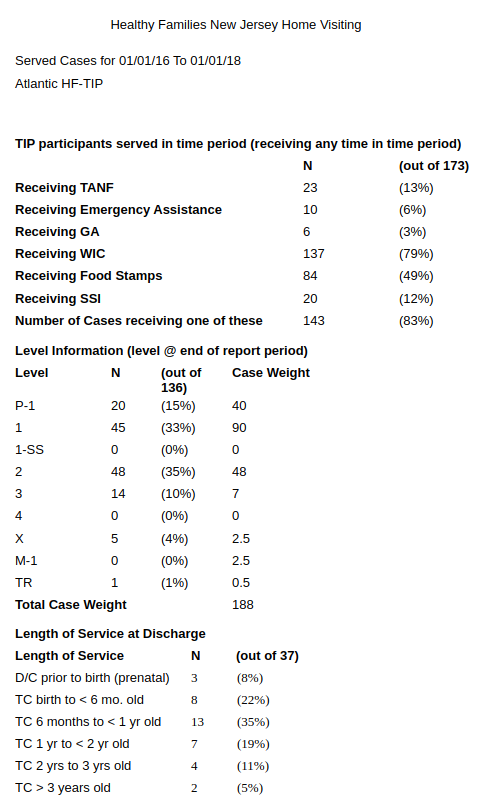 Healthy Families New Jersey Home Visiting
Served Cases for 01/01/16 To 01/01/18
Atlantic HF-TIP
TIP participants served in time period (receiving any time in time period)
N (out of 173)
Receiving TANF 23 (13%)
Receiving Emergency Assistance 10 (6%)
Receiving GA 6 (3%)
Receiving WIC 137 (79%)
Receiving Food Stamps 84 (49%)
Receiving SSI 20 (12%)
Number of Cases receiving one of these 143 (83%)
Level Information (level @ end of report period)
Level N (out of Case Weight
136)
P-1 20 (15%) 40
1 45 (33%) 90
1-SS 0 (0%) 0
2 48 (35%) 48
3 14 (10%) 7
4 0 (0%) 0
X 5 (4%) 2.5
M-1 0 (0%) 2.5
TR 1 (1%) 0.5
Total Case Weight 188
Length of Service at Discharge
Length of Service N (out of 37)
D/C prior to birth (prenatal) 3 (8%)
TC birth to < 6 mo. old 8 (22%)
TC 6 months to < 1 yr old 13 (35%)
TC 1 yr to < 2 yr old 7 (19%)
TC 2 yrs to 3 yrs old 4 (11%)
TC > 3 years old 2 (5%)